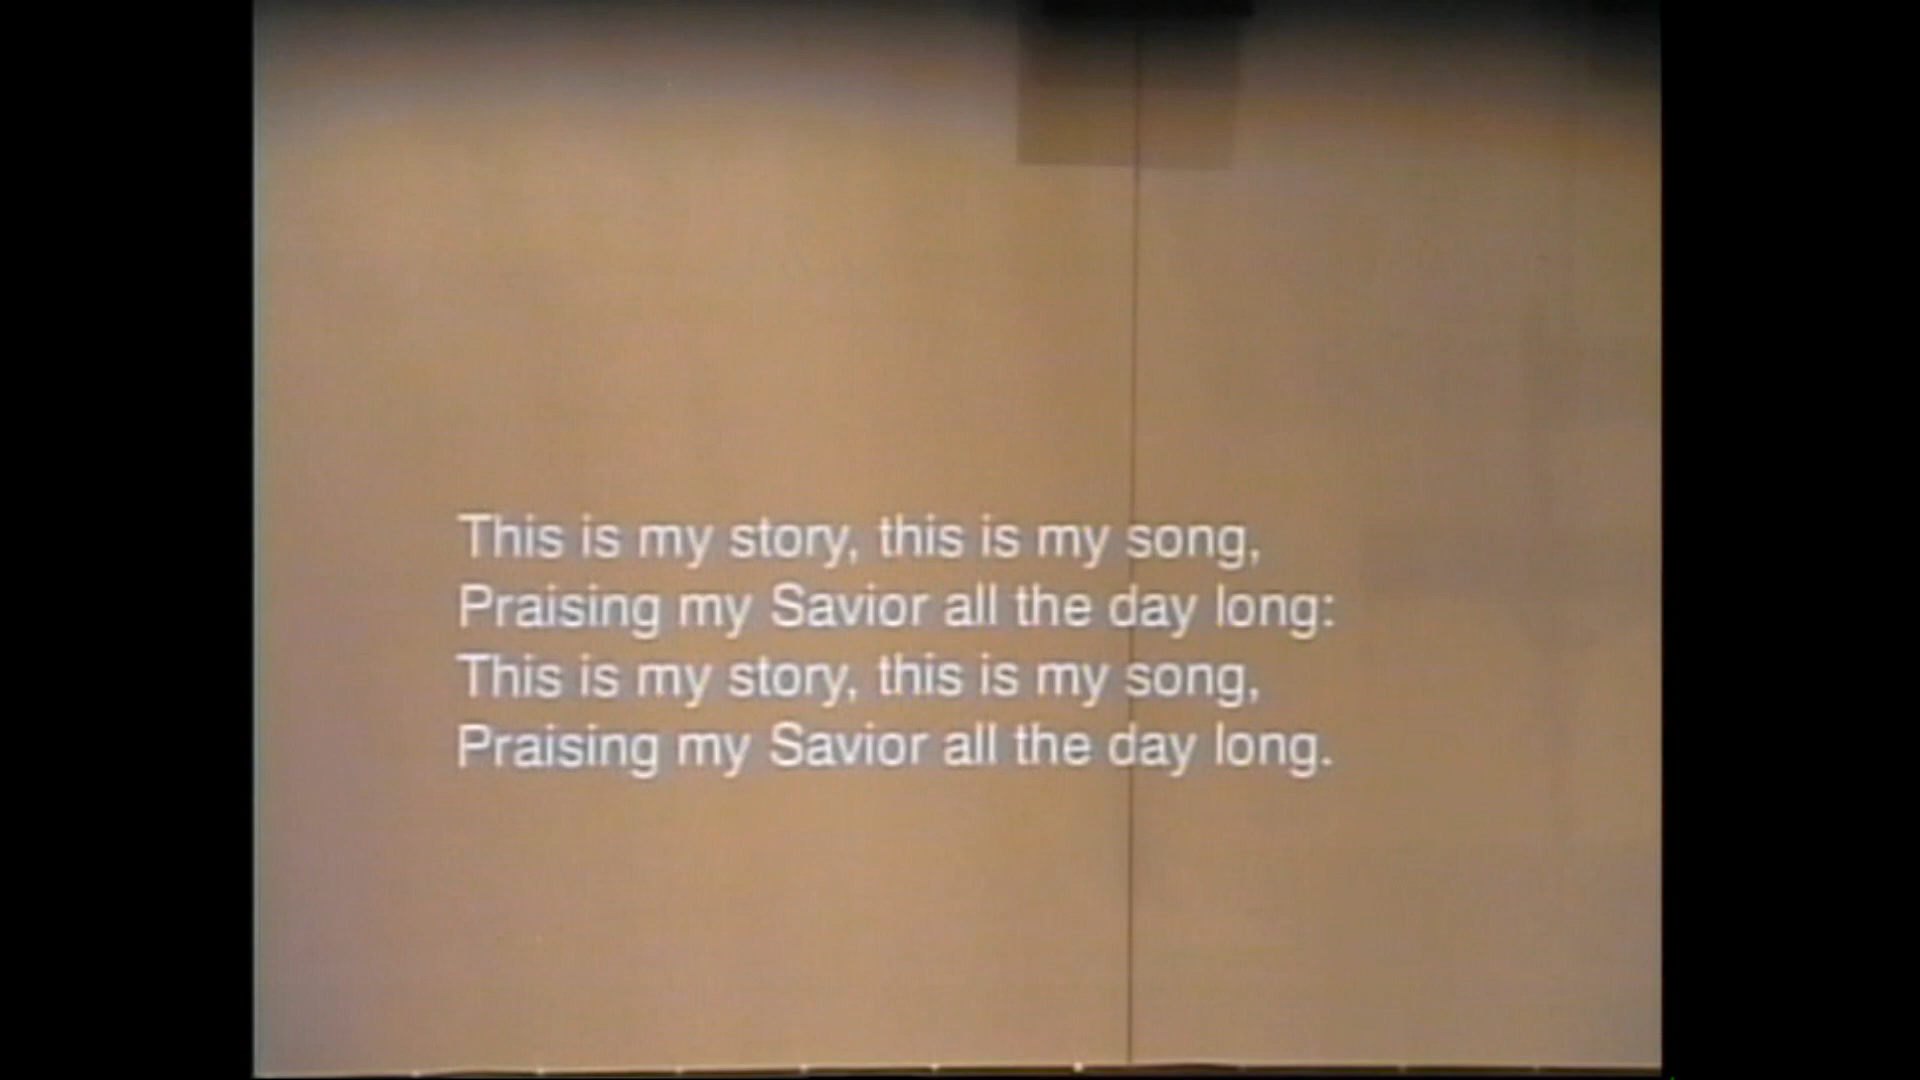 This is my story, this is my song,
Praising my Savior all the day long:
This is my story, this is my song,
Praising my Savior all the day long.